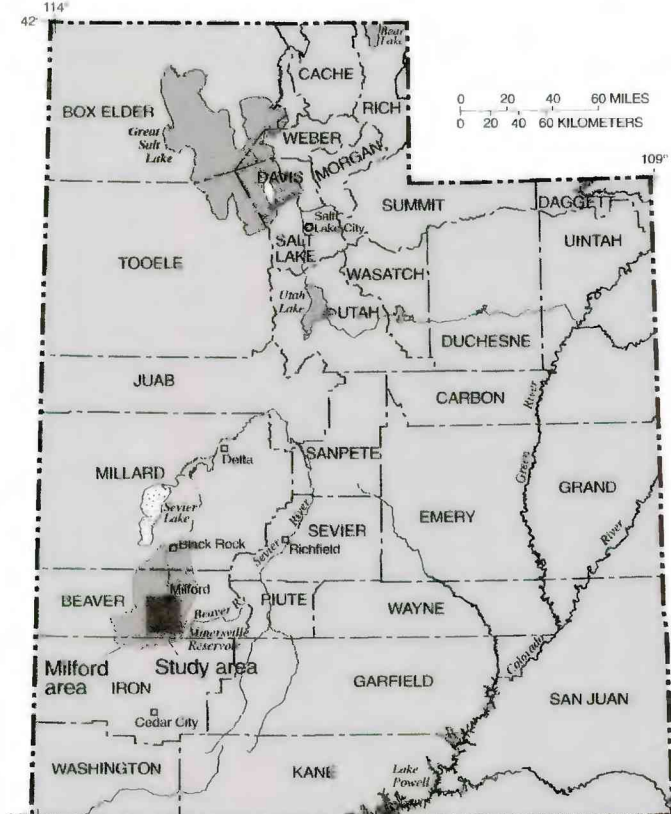 114°
42°
Bear
Lake
CACHE
BOX ELDER
RICH
0 20 40 60 MILES
0 20 40 60 KILOMETERS
Great
Salt
Lake
WEBER
MORGAN
109°
DAVIS
SUMMIT
DAGGETT
Salt
Lake City
UINTAH
SALT
LAKE
TOOELE
WASATCH
Utah
Lake
UTAH
DUCHESNE
JUAB
CARBON
River
Green
Delta
SANPETE
MILLARD
GRAND
Sevier
Lake
EMERY
River
SEVIER
Sevier
River
Black Rock
Richfield
Milford
BEAVER
Beaver R.
PIUTE
WAYNE
Minersville
Reservoir
Colorado
Milford
area
Study area
IRON
GARFIELD
SAN JUAN
Cedar City
WASHINGTON
KANE
Lake
Powell